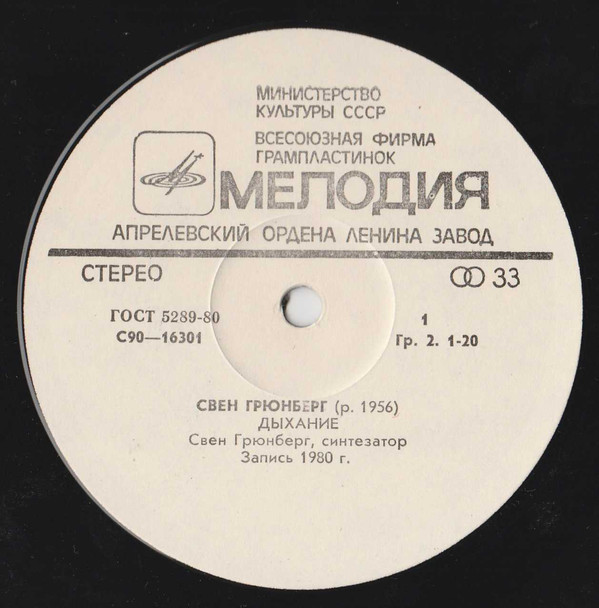 МИНИСТЕРСТВО
КУЛЬТУРЫ СССР
ВСЕСОЮЗНАЯ ФИРМА
ГРАМПЛАСТИНОК
МЕЛОДИЯ
АПРЕЛЕВСКИЙ ОРДЕНА ЛЕНИНА ЗАВОД
СТЕРЕО
33
ГОСТ 5289-80
С90—16301
1
Гр. 2. 1-20
СВЕН ГРЮНБЕРГ (р. 1956)
ДЫХАНИЕ
Свен Грюнберг, синтезатор
Запись 1980 г.